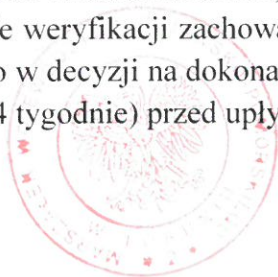 e weryfikacji zachowa
o w decyzji na dokona
4 tygodnie) przed upły